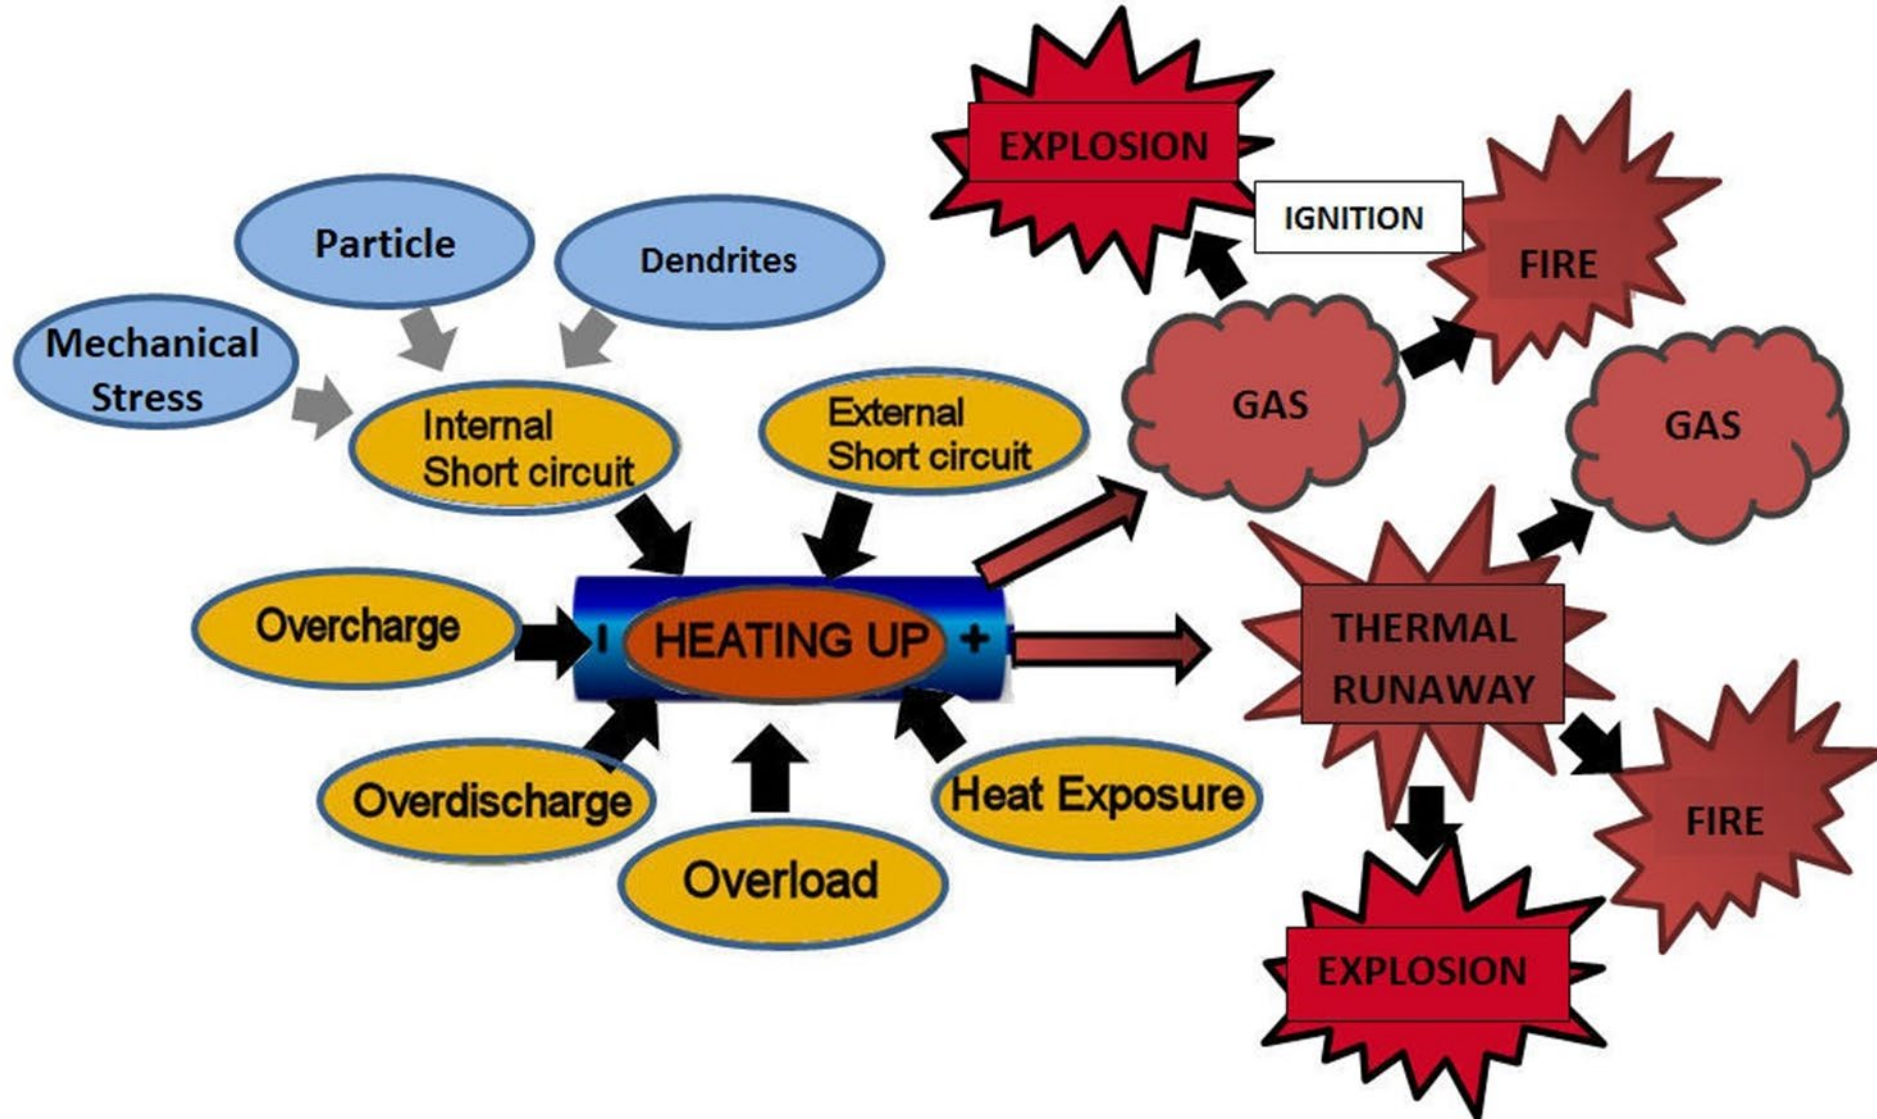 EXPLOSION
IGNITION
FIRE
Particle
Dendrites
Mechanical
Stress
Internal
Short circuit
External
Short circuit
GAS
GAS
Overcharge
- HEATING UP +
THERMAL
RUNAWAY
Overdischarge
Heat Exposure
Overload
FIRE
EXPLOSION